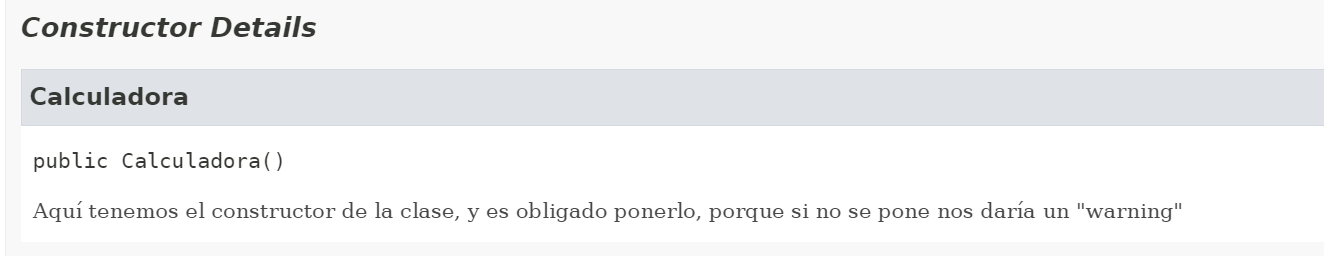 Constructor Details
Calculadora
public Calculadora()
Aquí tenemos el constructor de la clase, y es obligado ponerlo, porque si no se pone nos daría un "warning"